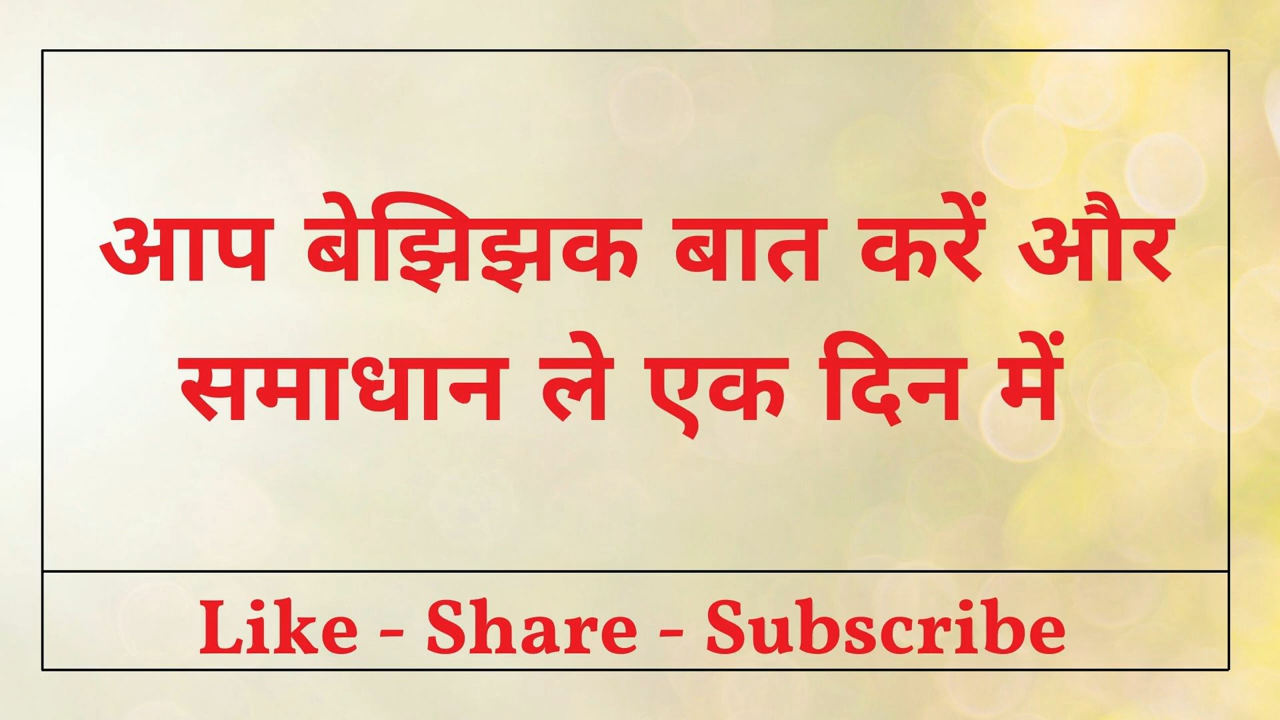 आप बेझिझक बात करें और
समाधान ले एक दिन में
Like - Share - Subscribe